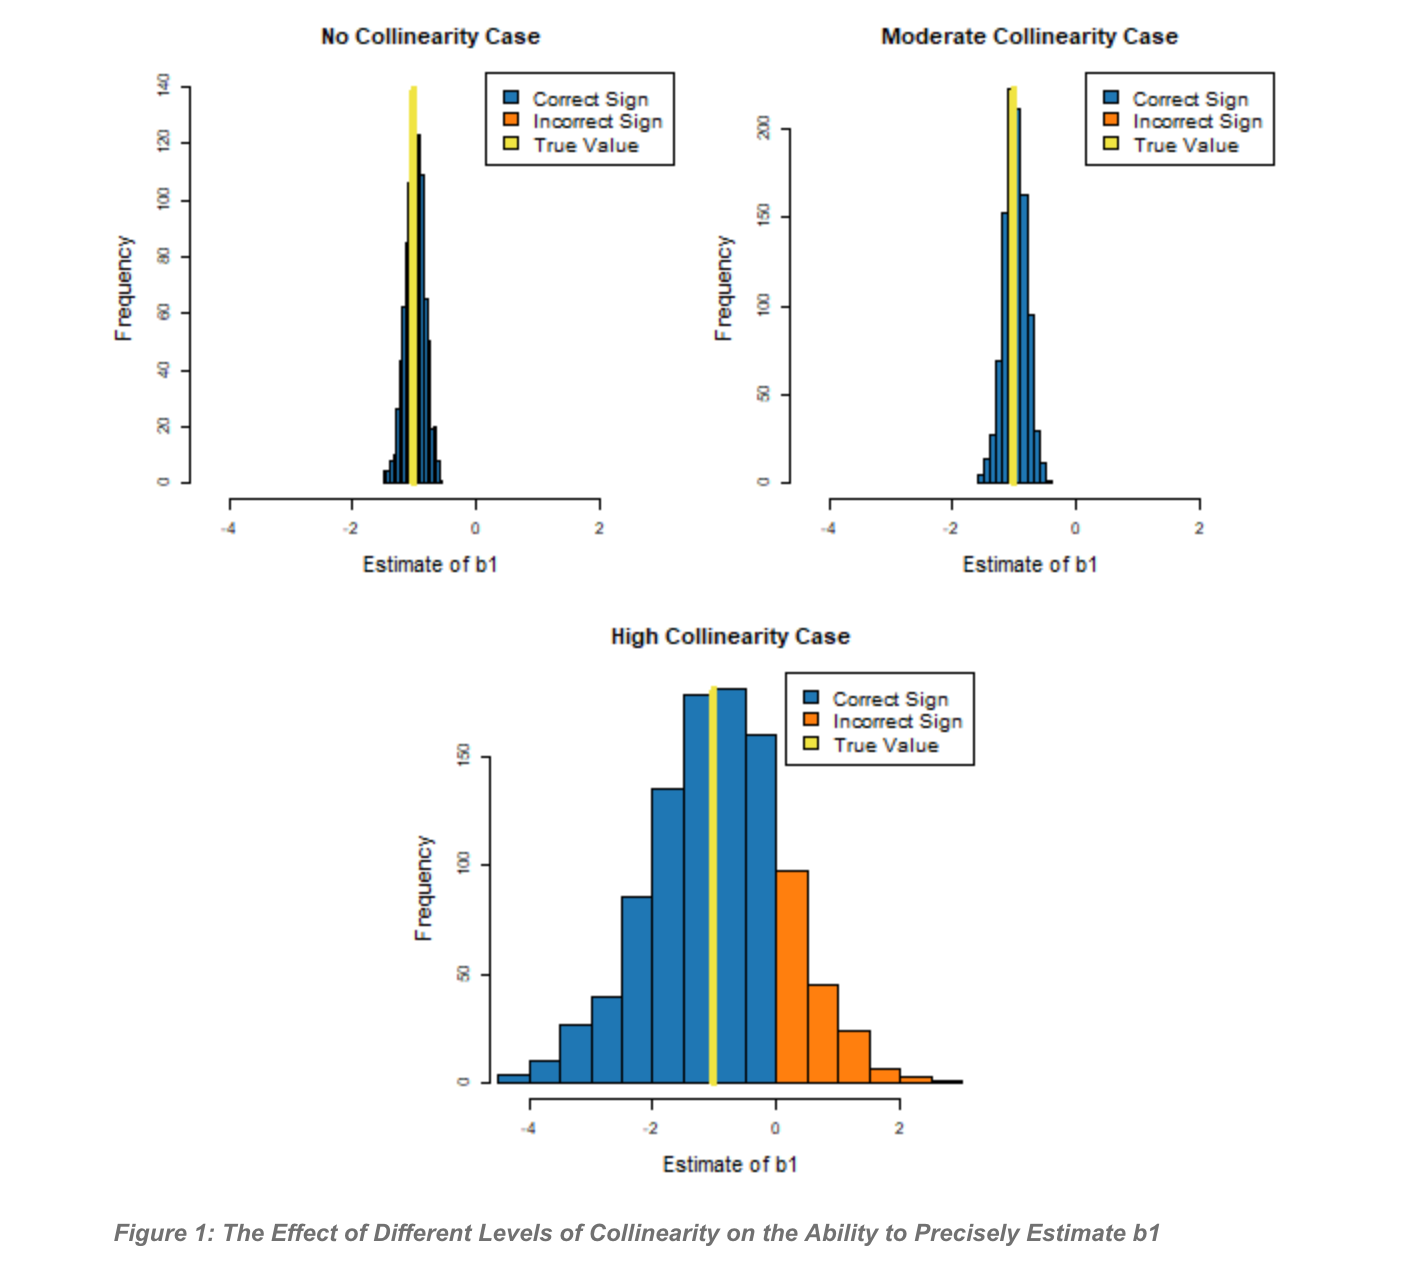 No Collinearity Case
Correct Sign
Incorrect Sign
True Value
Frequency
140
120
100
80
60
40
20
0
-4 -2 0 2
Estimate of b1
Moderate Collinearity Case
Correct Sign
Incorrect Sign
True Value
Frequency
200
150
100
50
0
-4 -2 0 2
Estimate of b1
High Collinearity Case
Correct Sign
Incorrect Sign
True Value
Frequency
150
100
50
0
-4 -2 0 2
Estimate of b1
Figure 1: The Effect of Different Levels of Collinearity on the Ability to Precisely Estimate b1